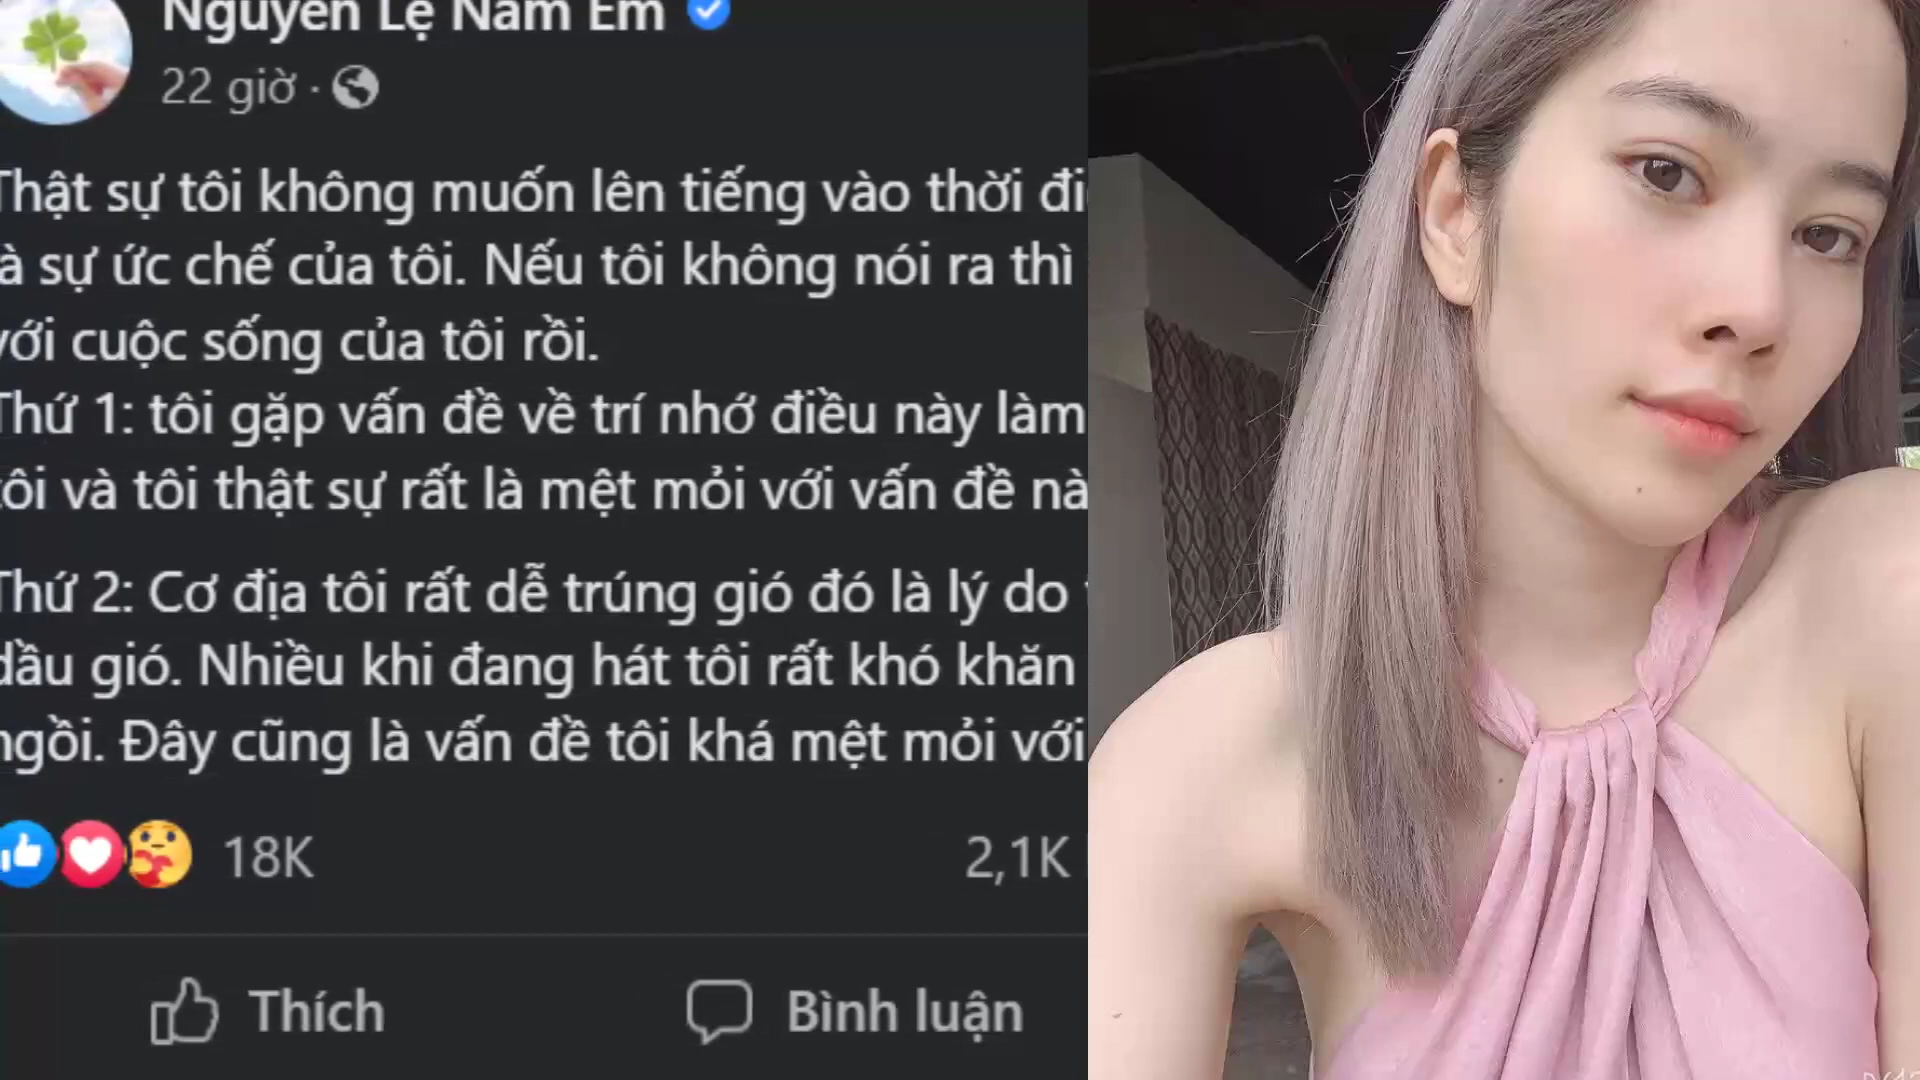 Nguyễn Lệ Nam Em
22 giờ ·
Thật sự tôi không muốn lên tiếng vào thời đi
à sự ức chế của tôi. Nếu tôi không nói ra thì
với cuộc sống của tôi rồi.
Thứ 1: tôi gặp vấn đề về trí nhớ điều này làm
tôi và tôi thật sự rất là mệt mỏi với vấn đề nà
Thứ 2: Cơ địa tôi rất dễ trúng gió đó là lý do
dầu gió. Nhiều khi đang hát tôi rất khó khăn
ngồi. Đây cũng là vấn đề tôi khá mệt mỏi với
18K 2,1K
Thích Bình luận